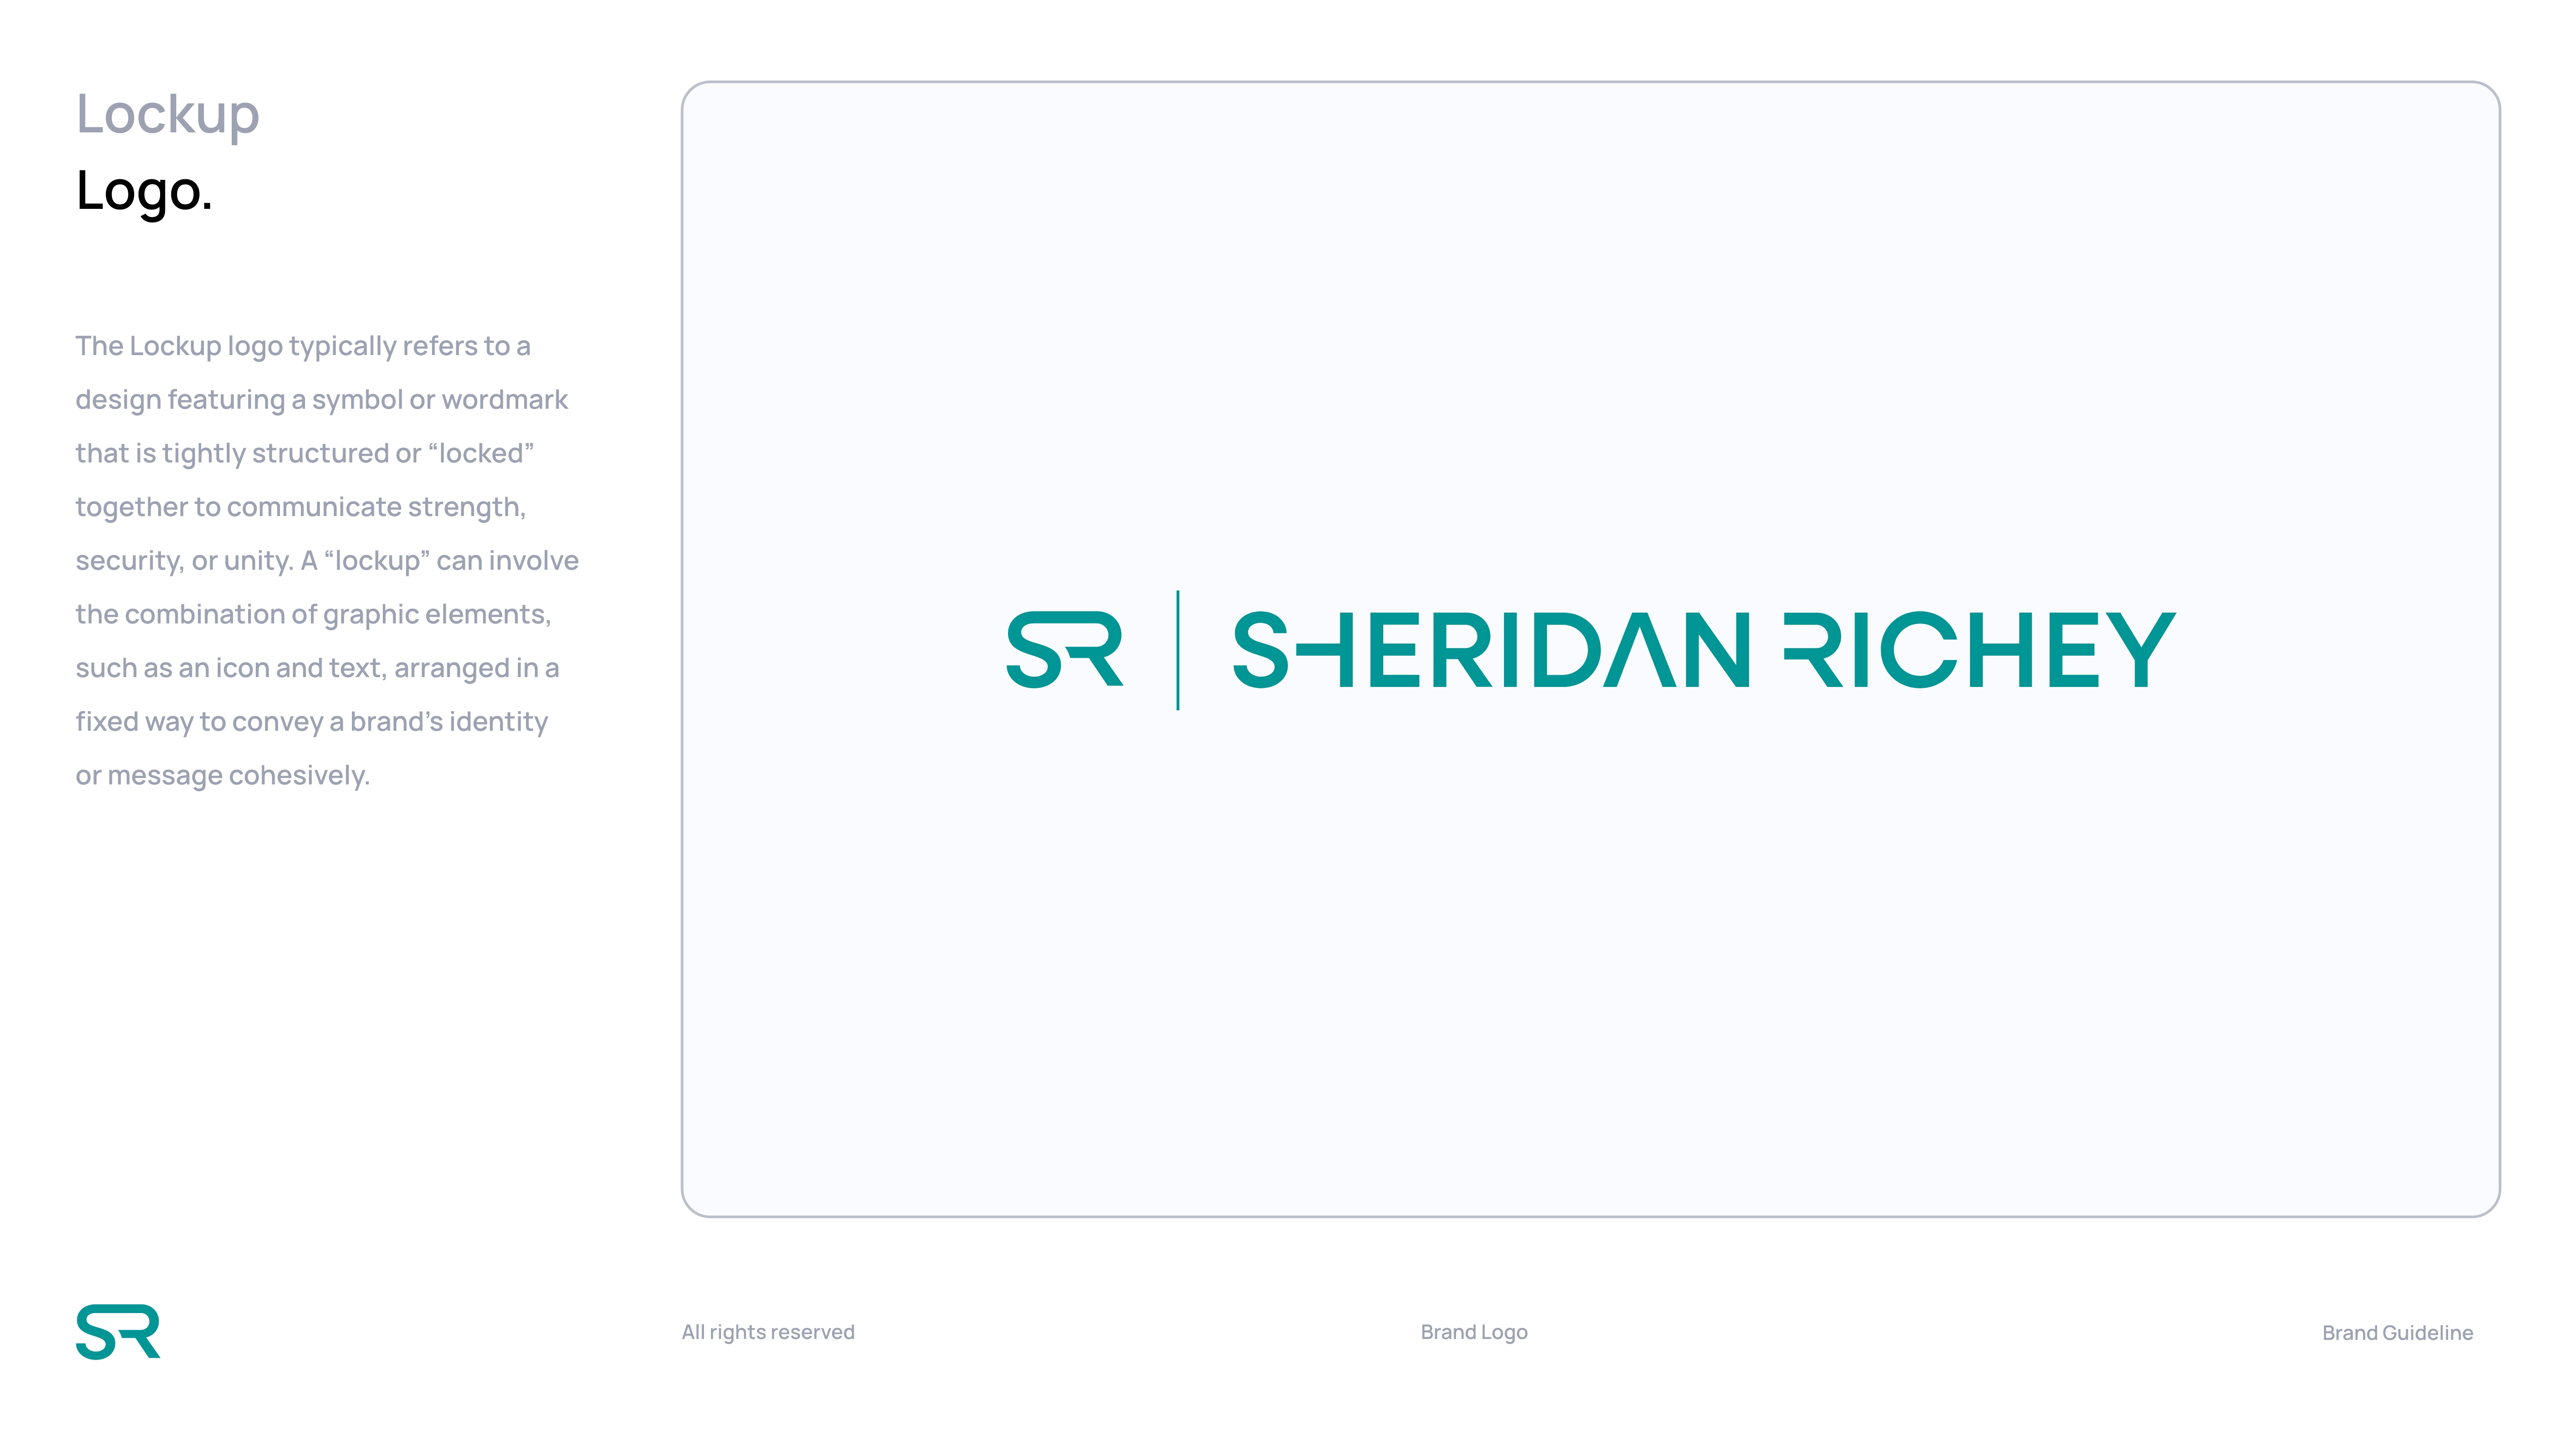 Lockup
Logo.
The Lockup logo typically refers to a
design featuring a symbol or wordmark
that is tightly structured or “locked”
together to communicate strength,
security, or unity. A “lockup” can involve
the combination of graphic elements,
such as an icon and text, arranged in a
fixed way to convey a brand’s identity
or message cohesively.
SR | SHERIDAN RICHEY
SR
All rights reserved
Brand Logo
Brand Guideline